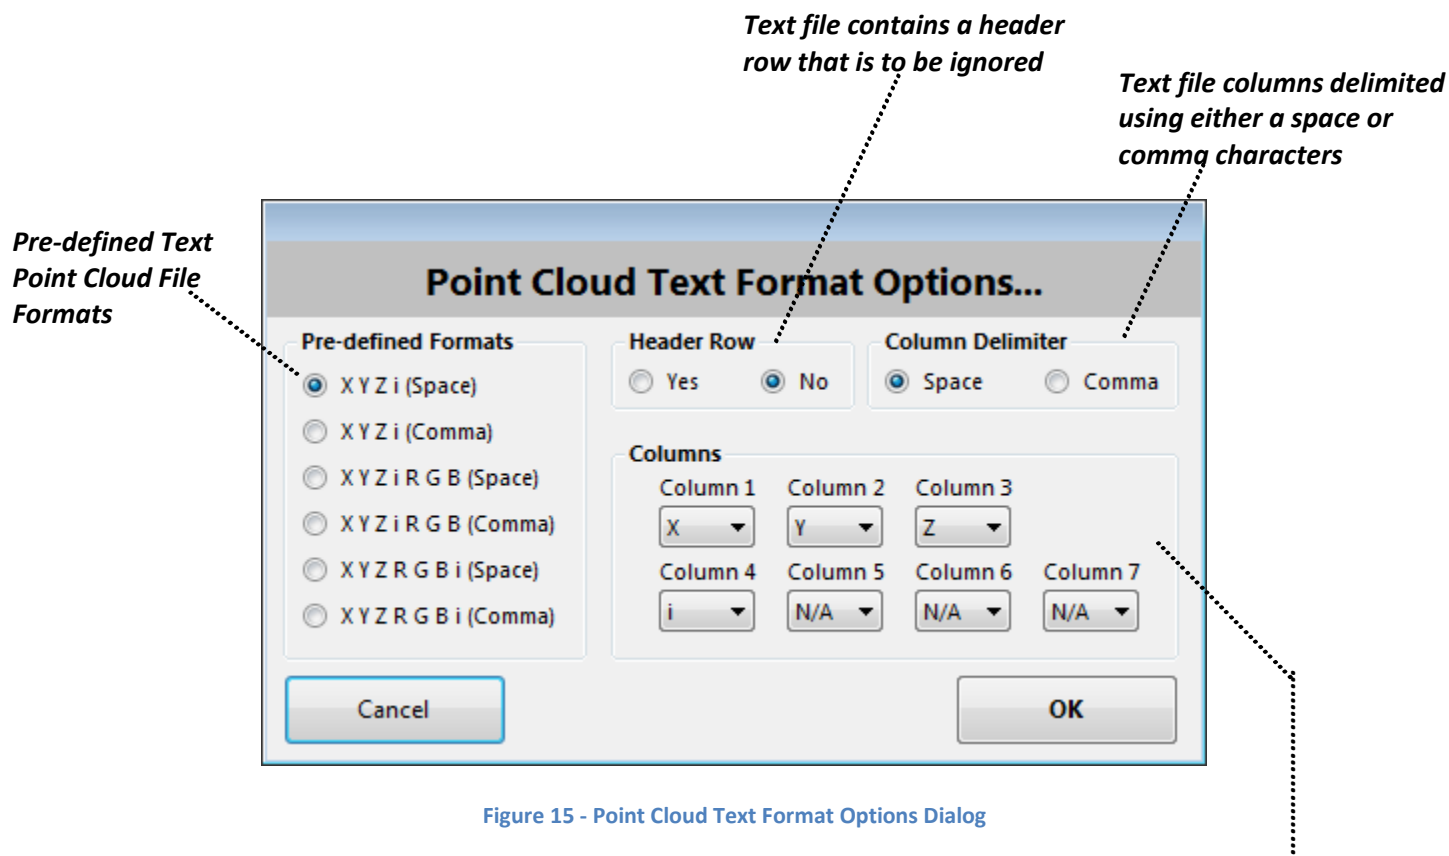 Text file contains a header
row that is to be ignored
Text file columns delimited
using either a space or
comma characters
Pre-defined Text
Point Cloud File
Formats
Point Cloud Text Format Options...
Pre-defined Formats
X Y Z i (Space)
X Y Z i (Comma)
X Y Z i R G B (Space)
X Y Z i R G B (Comma)
X Y Z R G B i (Space)
X Y Z R G B i (Comma)
Header Row
Yes No
Column Delimiter
Space Comma
Columns
Column 1 Column 2 Column 3
X Y Z
Column 4 Column 5 Column 6 Column 7
i N/A N/A N/A
Cancel OK
Figure 15 - Point Cloud Text Format Options Dialog